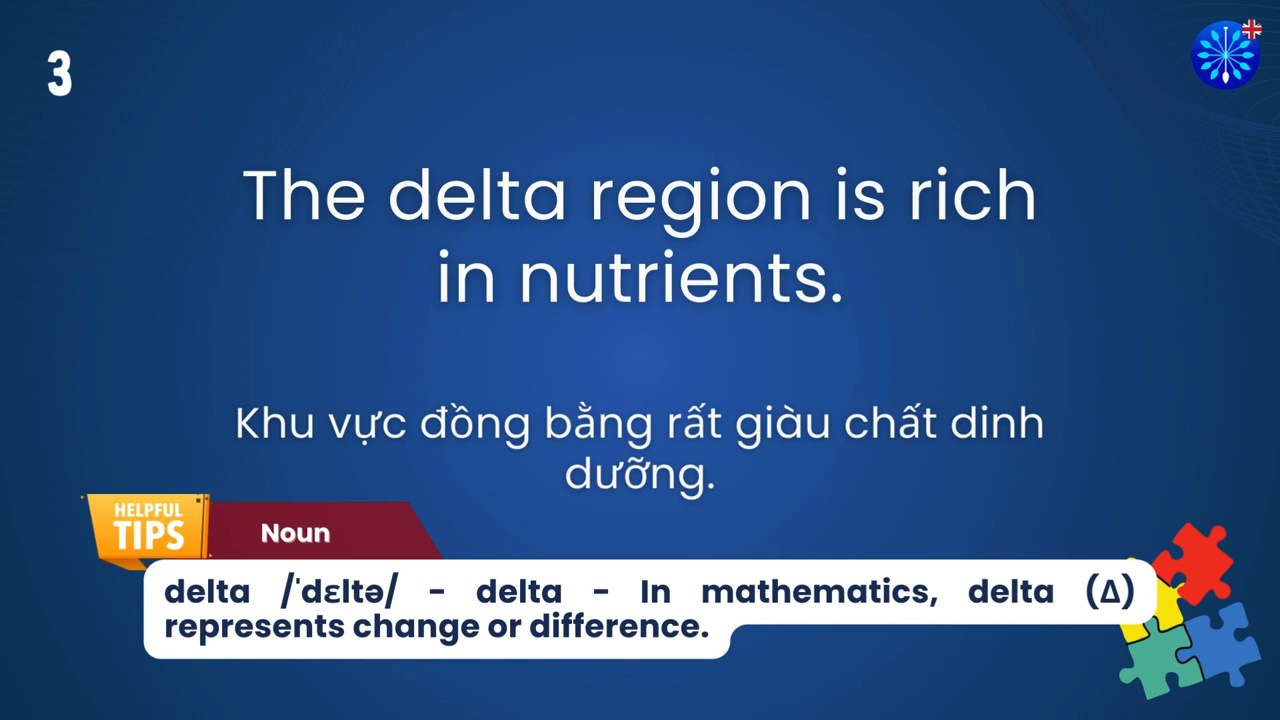 3
The delta region is rich
in nutrients.
Khu vực đồng bằng rất giàu chất dinh
dưỡng.
HELPFUL
TIPS
Noun
delta /ˈdɛltə/ - delta - In mathematics, delta (Δ)
represents change or difference.